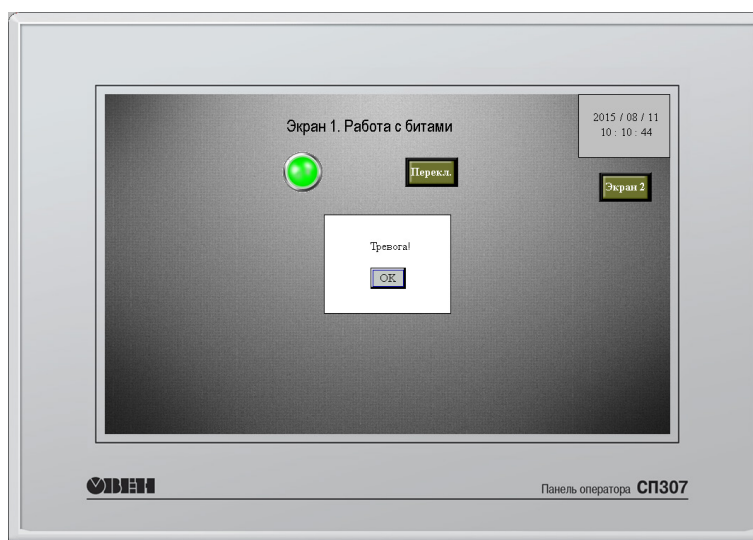 2015 / 08 / 11
10 : 10 : 44
Экран 1. Работа с битами
Перекл.
Экран 2
Тревога!
OK
ОВЕН
Панель оператора СП307